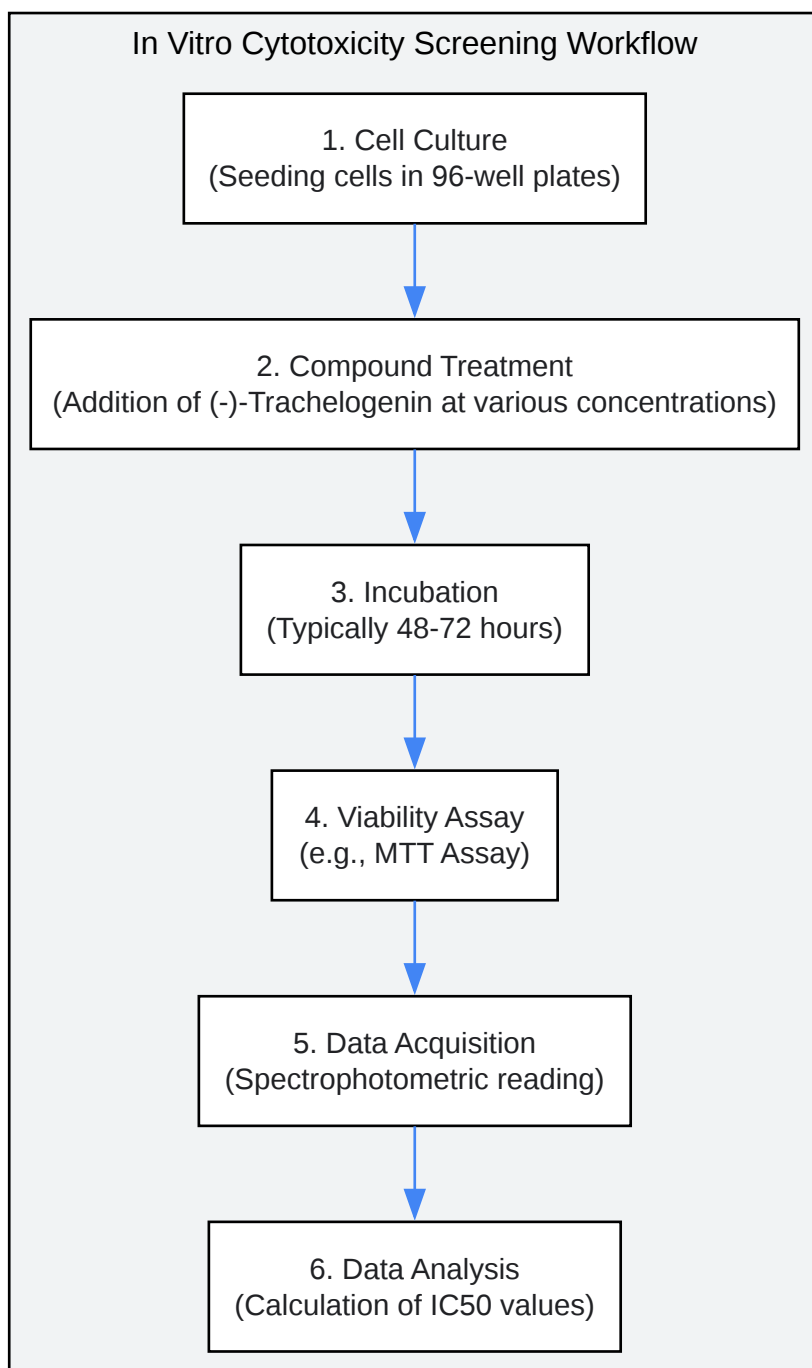 In Vitro Cytotoxicity Screening Workflow
1. Cell Culture
(Seeding cells in 96-well plates)
2. Compound Treatment
(Addition of (-)-Trachelogenin at various concentrations)
3. Incubation
(Typically 48-72 hours)
4. Viability Assay
(e.g., MTT Assay)
5. Data Acquisition
(Spectrophotometric reading)
6. Data Analysis
(Calculation of IC50 values)